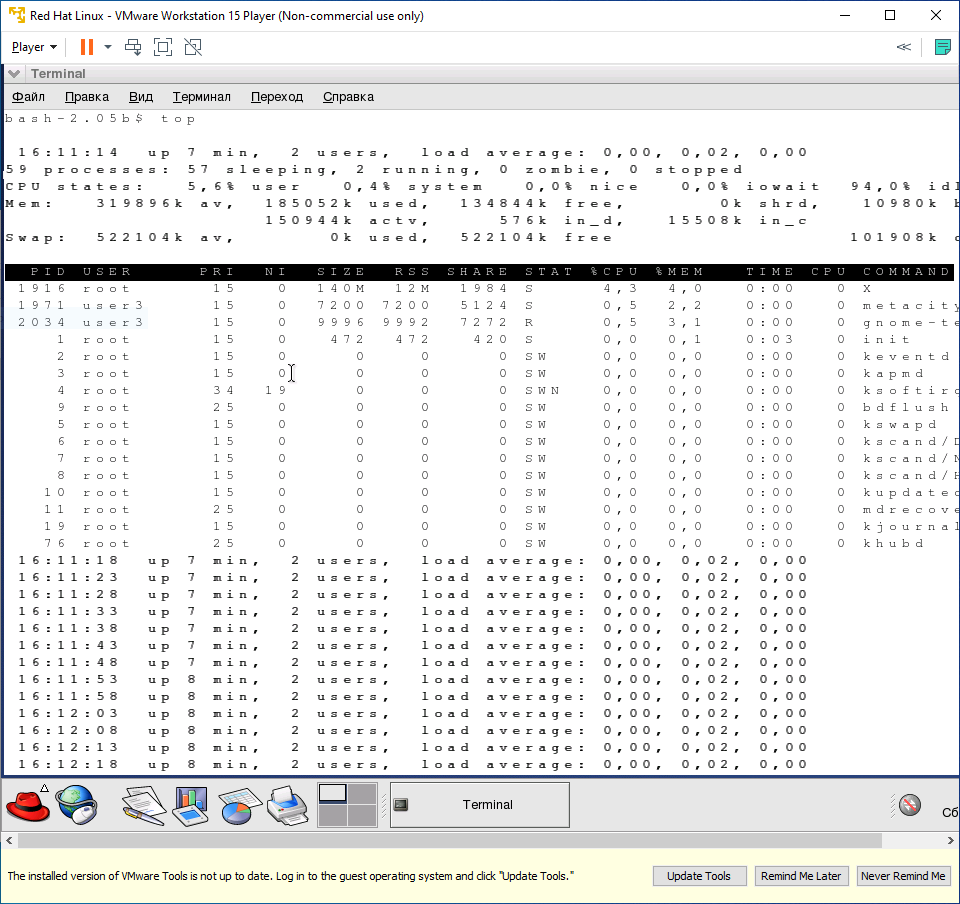 Red Hat Linux - VMware Workstation 15 Player (Non-commercial use only)
Player
Terminal
Файл Правка Вид Терминал Переход Справка
bash-2.05b$ top
16:11:14 up 7 min, 2 users, load average: 0,00, 0,02, 0,00
59 processes: 57 sleeping, 2 running, 0 zombie, 0 stopped
CPU states: 5,6% user 0,4% system 0,0% nice 0,0% iowait 94,0% idl
Mem: 319896k av, 185052k used, 134844k free, 0k shrd, 10980k b
150944k actv, 576k in_d, 15508k in_c
Swap: 522104k av, 0k used, 522104k free 101908k c
PID USER PRI NI SIZE RSS SHARE STAT %CPU %MEM TIME CPU COMMAND
1916 root 15 0 140M 12M 1984 S 4,3 4,0 0:00 0 X
1971 user3 15 0 7200 7200 5124 S 0,5 2,2 0:00 0 metacity
2034 user3 15 0 9996 9992 7272 R 0,5 3,1 0:00 0 gnome-te
1 root 15 0 472 472 420 S 0,0 0,1 0:03 0 init
2 root 15 0 0 0 0 SW 0,0 0,0 0:00 0 keventd
3 root 15 0 0 0 0 SW 0,0 0,0 0:00 0 kapmd
4 root 34 19 0 0 0 SWN 0,0 0,0 0:00 0 ksoftirq
9 root 25 0 0 0 0 SW 0,0 0,0 0:00 0 bdflush
5 root 15 0 0 0 0 SW 0,0 0,0 0:00 0 kswapd
6 root 15 0 0 0 0 SW 0,0 0,0 0:00 0 kscand/D
7 root 15 0 0 0 0 SW 0,0 0,0 0:00 0 kscand/N
8 root 15 0 0 0 0 SW 0,0 0,0 0:00 0 kscand/H
10 root 15 0 0 0 0 SW 0,0 0,0 0:00 0 kupdated
11 root 25 0 0 0 0 SW 0,0 0,0 0:00 0 mdrecove
19 root 15 0 0 0 0 SW 0,0 0,0 0:00 0 kjournal
76 root 25 0 0 0 0 SW 0,0 0,0 0:00 0 khubd
16:11:18 up 7 min, 2 users, load average: 0,00, 0,02, 0,00
16:11:23 up 7 min, 2 users, load average: 0,00, 0,02, 0,00
16:11:28 up 7 min, 2 users, load average: 0,00, 0,02, 0,00
16:11:33 up 7 min, 2 users, load average: 0,00, 0,02, 0,00
16:11:38 up 7 min, 2 users, load average: 0,00, 0,02, 0,00
16:11:43 up 7 min, 2 users, load average: 0,00, 0,02, 0,00
16:11:48 up 7 min, 2 users, load average: 0,00, 0,02, 0,00
16:11:53 up 8 min, 2 users, load average: 0,00, 0,02, 0,00
16:11:58 up 8 min, 2 users, load average: 0,00, 0,02, 0,00
16:12:03 up 8 min, 2 users, load average: 0,00, 0,02, 0,00
16:12:08 up 8 min, 2 users, load average: 0,00, 0,02, 0,00
16:12:13 up 8 min, 2 users, load average: 0,00, 0,02, 0,00
16:12:18 up 8 min, 2 users, load average: 0,00, 0,02, 0,00
Terminal
Сб
The installed version of VMware Tools is not up to date. Log in to the guest operating system and click "Update Tools."
Update Tools Remind Me Later Never Remind Me